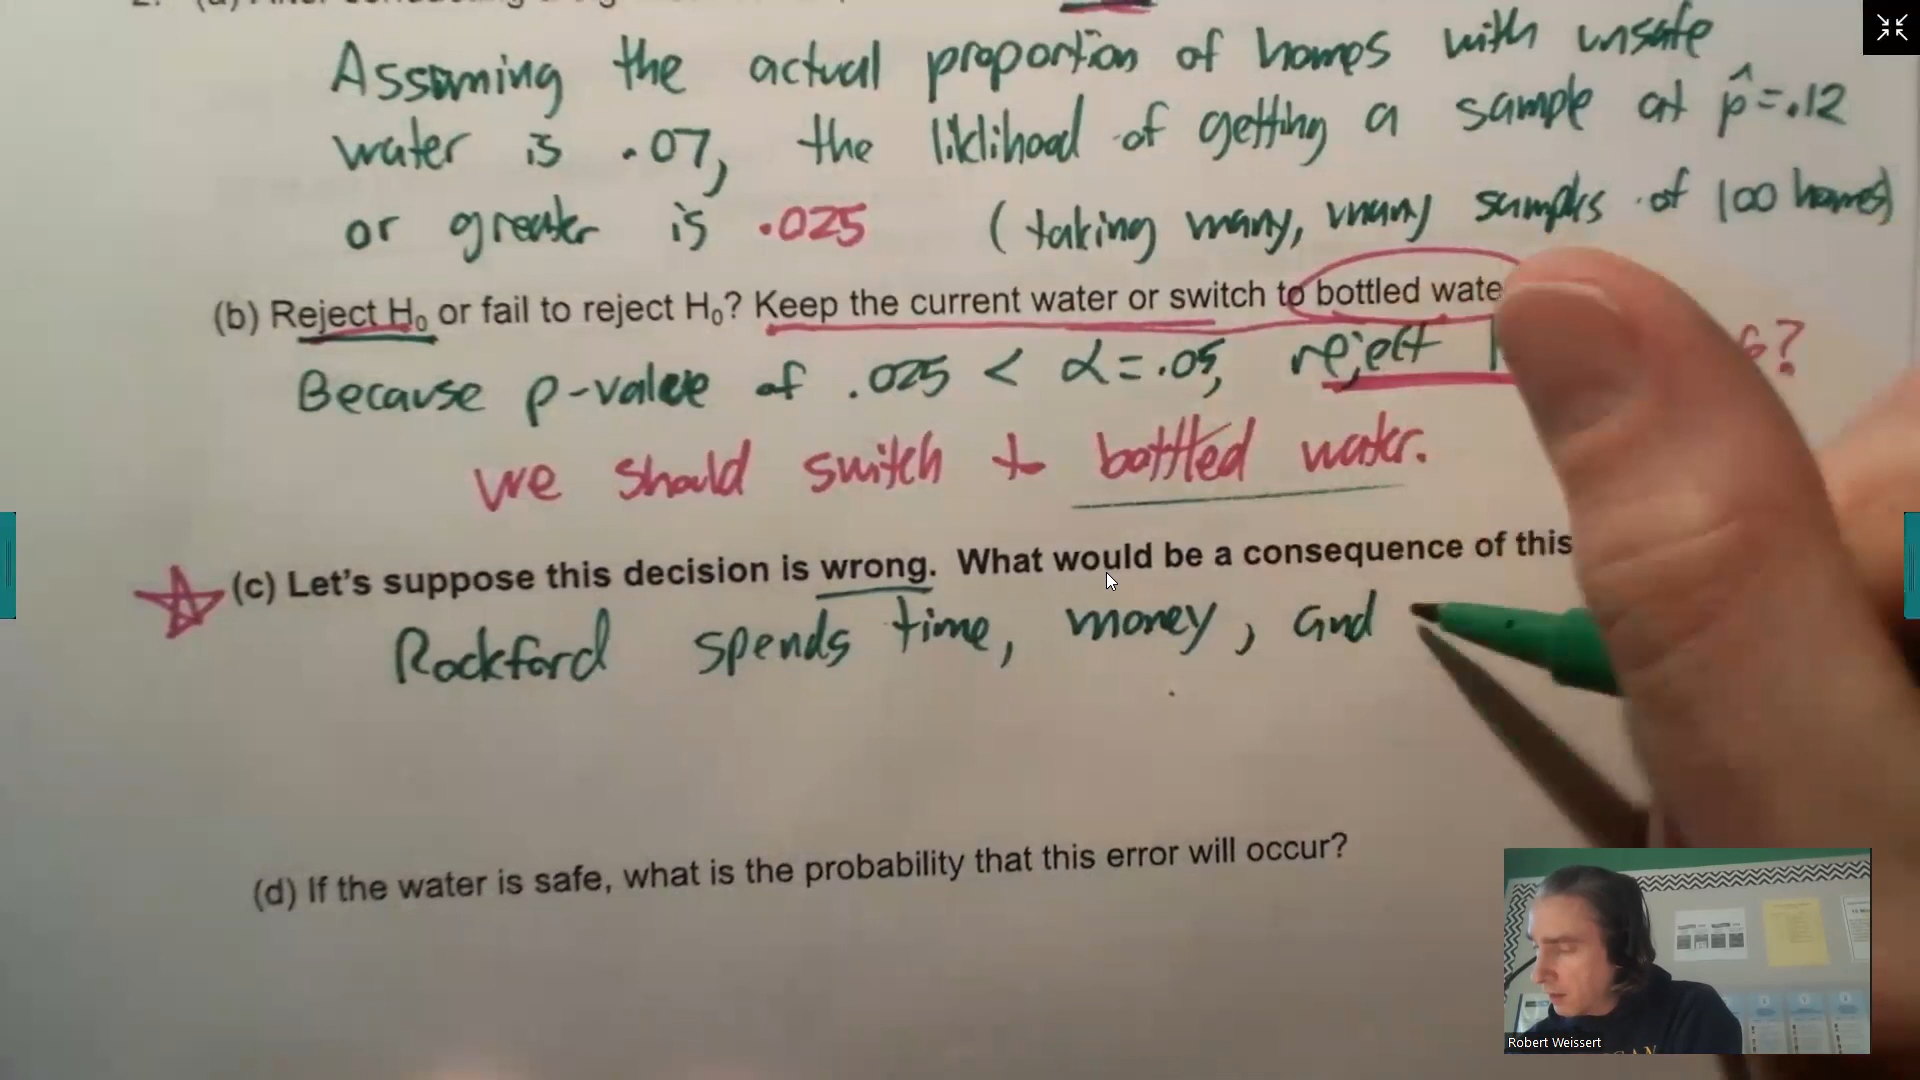 Assuming the actual proportion of homes with unsafe
water is .07, the liklihood of getting a sample at p̂=.12
or greater is .025 (taking many, many samples of 100 homes)
(b) Reject H₀ or fail to reject H₀? Keep the current water or switch to bottled wate
Because p-value of .025 < α=.05, reject
we should switch to bottled water.
(c) Let's suppose this decision is wrong. What would be a consequence of this
Rockford spends time, money, and
(d) If the water is safe, what is the probability that this error will occur?
Robert Weissert